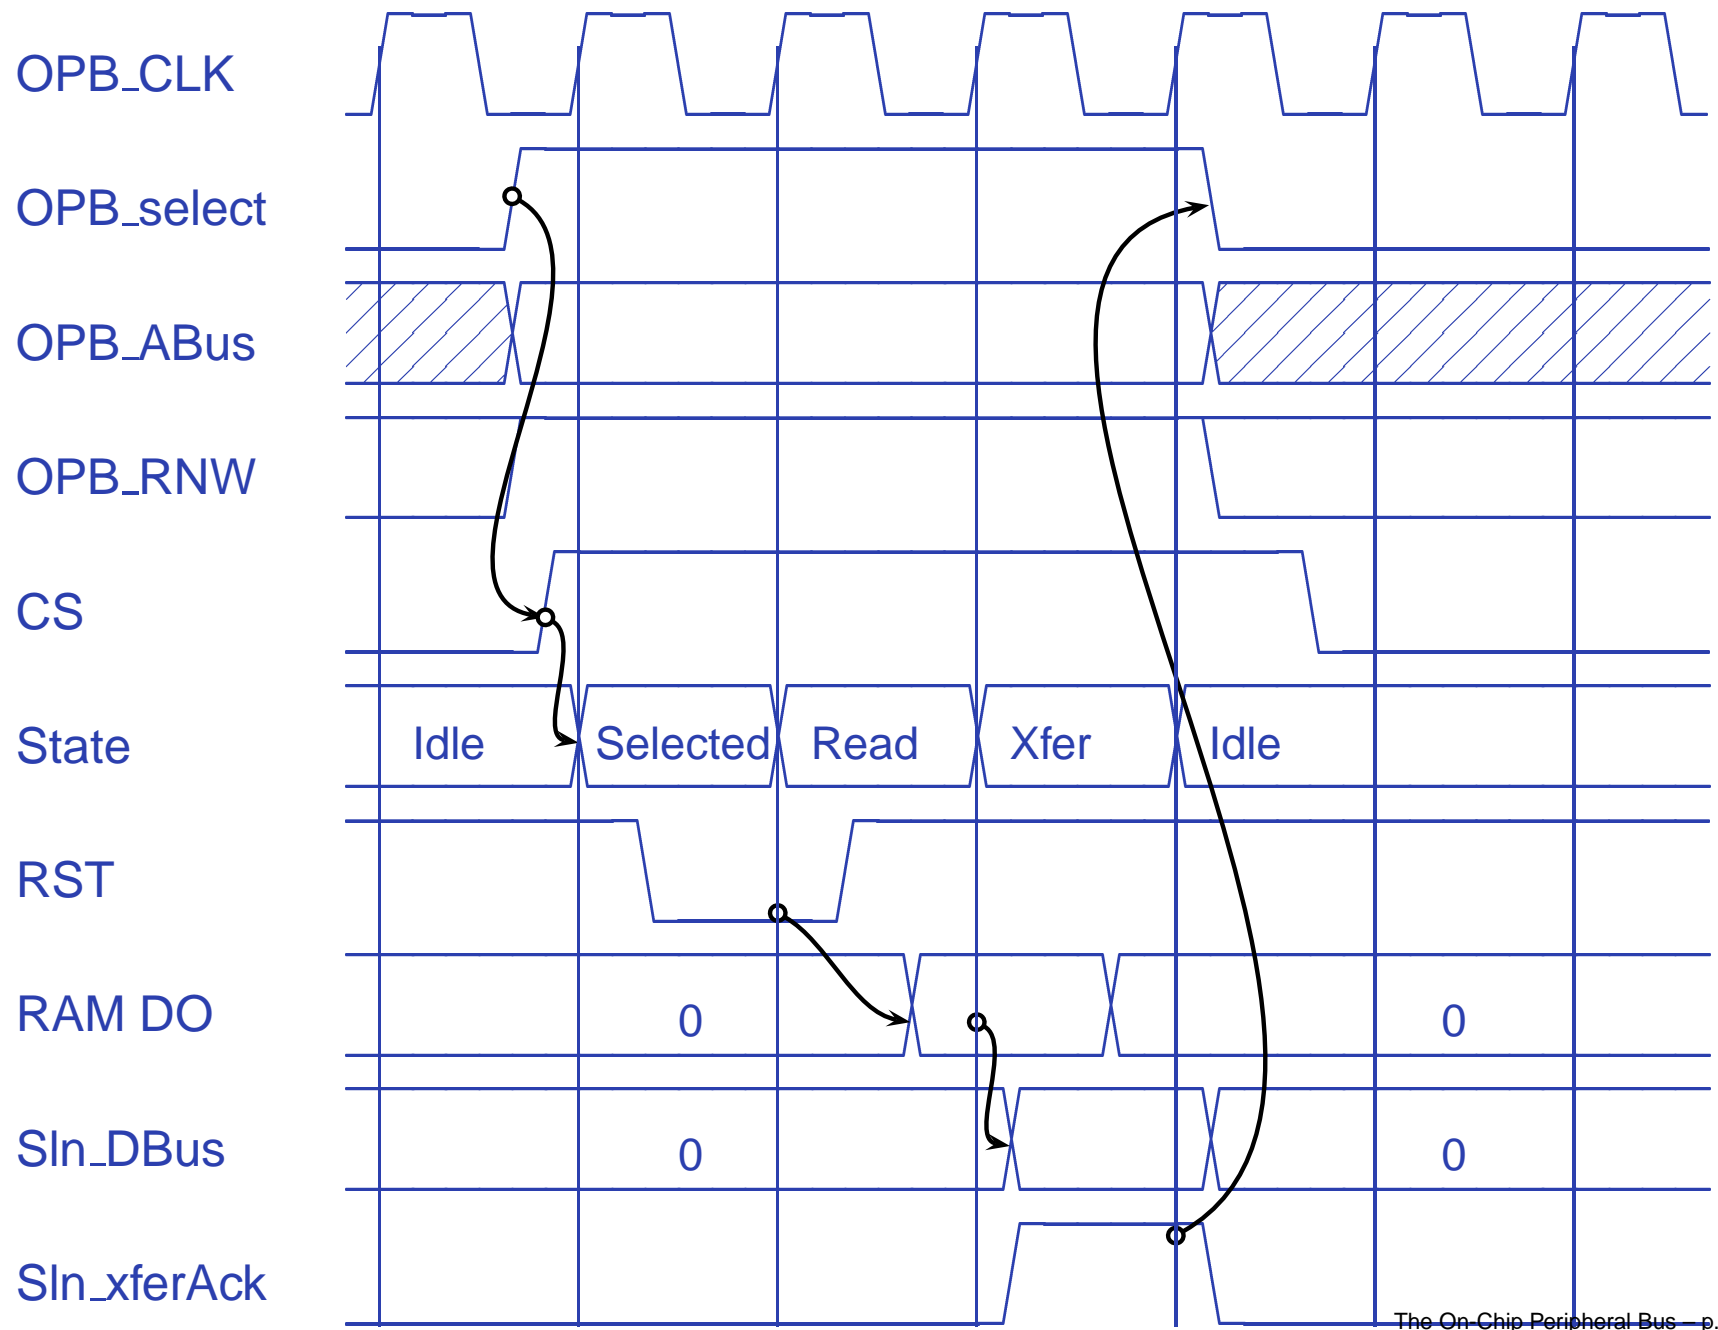 OPB_CLK
OPB_select
OPB_ABus
OPB_RNW
CS
State Idle Selected Read Xfer Idle
RST
RAM DO 0 0
Sln_DBus 0 0
Sln_xferAck
The On-Chip Peripheral Bus – p.